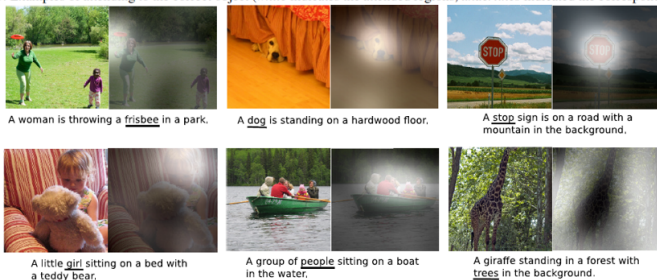 A woman is throwing a frisbee in a park.
A dog is standing on a hardwood floor.
STOP
A stop sign is on a road with a
mountain in the background.
A little girl sitting on a bed with
a teddy bear.
A group of people sitting on a boat
in the water.
A giraffe standing in a forest with
trees in the background.